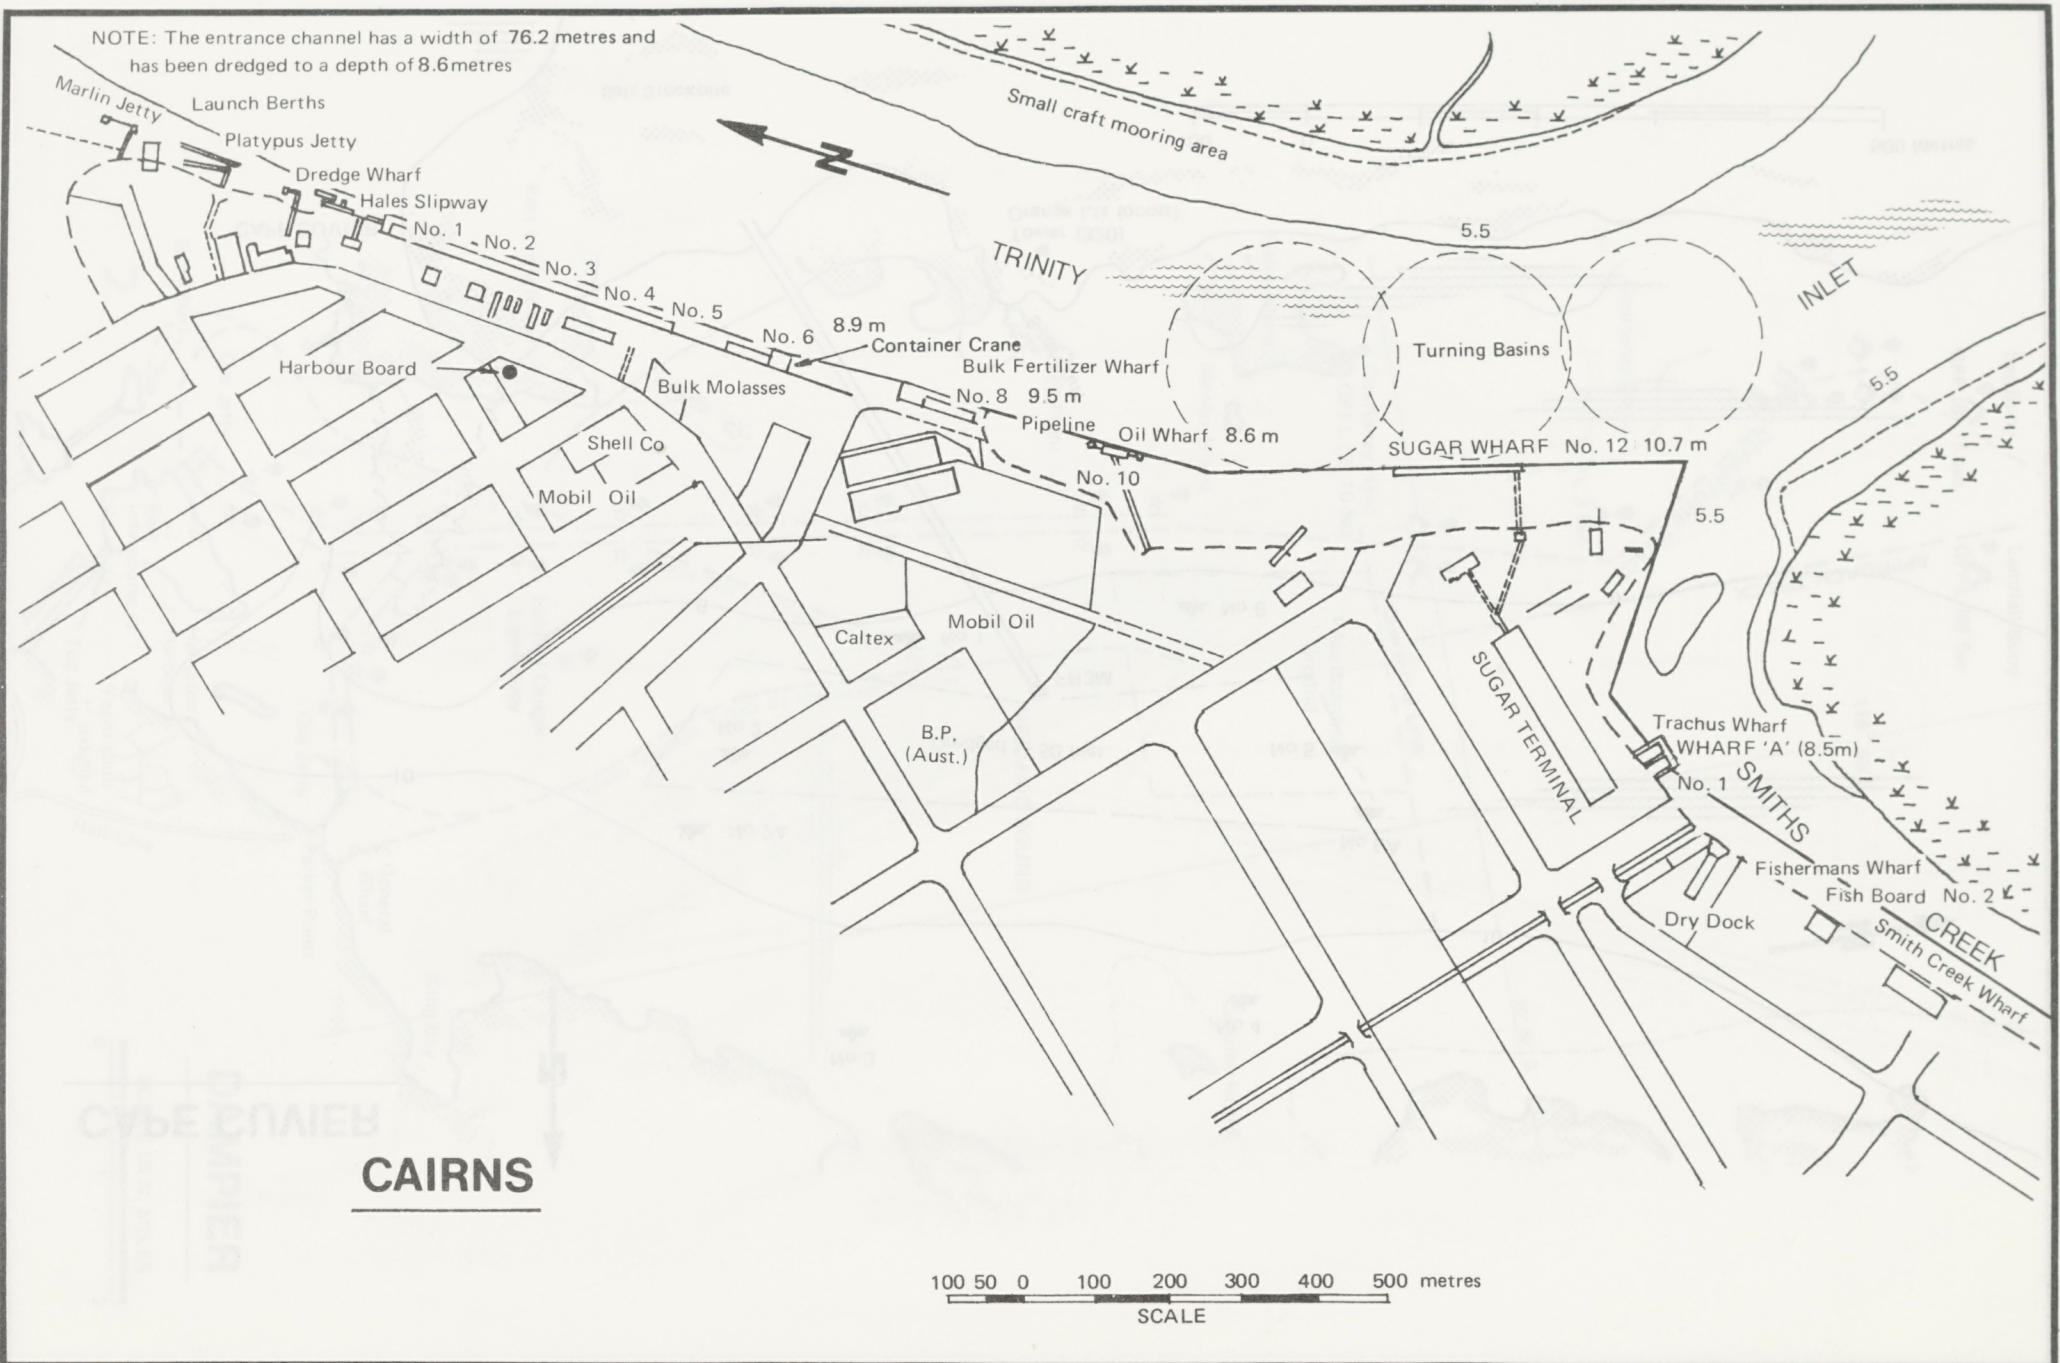 NOTE: The entrance channel has a width of 76.2 metres and
has been dredged to a depth of 8.6metres
Marlin Jetty
Launch Berths
Platypus Jetty
Dredge Wharf
Hales Slipway
No. 1
No. 2
No. 3
No. 4
No. 5
No. 6
8.9 m
Container Crane
Bulk Fertilizer Wharf
No. 8 9.5 m
Pipeline
Oil Wharf 8.6 m
No. 10
Small craft mooring area
N
TRINITY
INLET
5.5
Turning Basins
5.5
SUGAR WHARF No. 12 10.7 m
5.5
Harbour Board
Bulk Molasses
Shell Co
Mobil Oil
Caltex
Mobil Oil
B.P.
(Aust.)
SUGAR TERMINAL
Trachus Wharf
WHARF 'A' (8.5m)
No. 1
SMITHS
CREEK
Fishermans Wharf
Fish Board No. 2
Dry Dock
Smith Creek Wharf
CAPE CUVIER
DAMPIER
CAIRNS
100 50 0 100 200 300 400 500 metres
SCALE